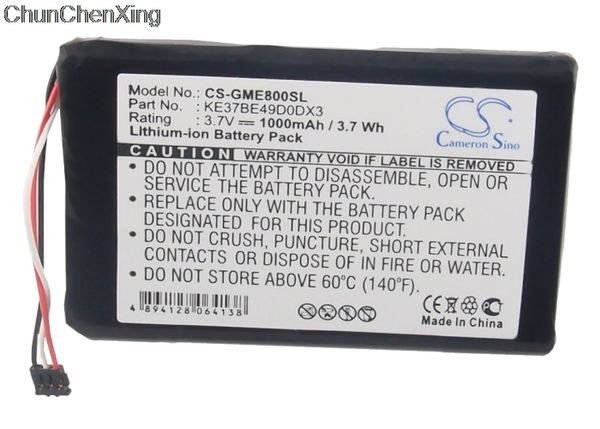 ChunChenXing
Model No.: CS-GME800SL
Part No.: KE37BE49D0DX3
Rating : 3.7V⎓1000mAh / 3.7 Wh
Lithium-ion Battery Pack
CS
Cameron Sino
WARRANTY VOID IF LABEL IS REMOVED
• DO NOT ATTEMPT TO DISASSEMBLE, OPEN OR
SERVICE THE BATTERY PACK.
• REPLACE ONLY WITH THE BATTERY PACK
DESIGNATED FOR THIS PRODUCT.
• DO NOT CRUSH, PUNCTURE, SHORT EXTERNAL
CONTACTS OR DISPOSE OF IN FIRE OR WATER.
• DO NOT STORE ABOVE 60°C (140°F).
4 894128 064138
CE
Made In China